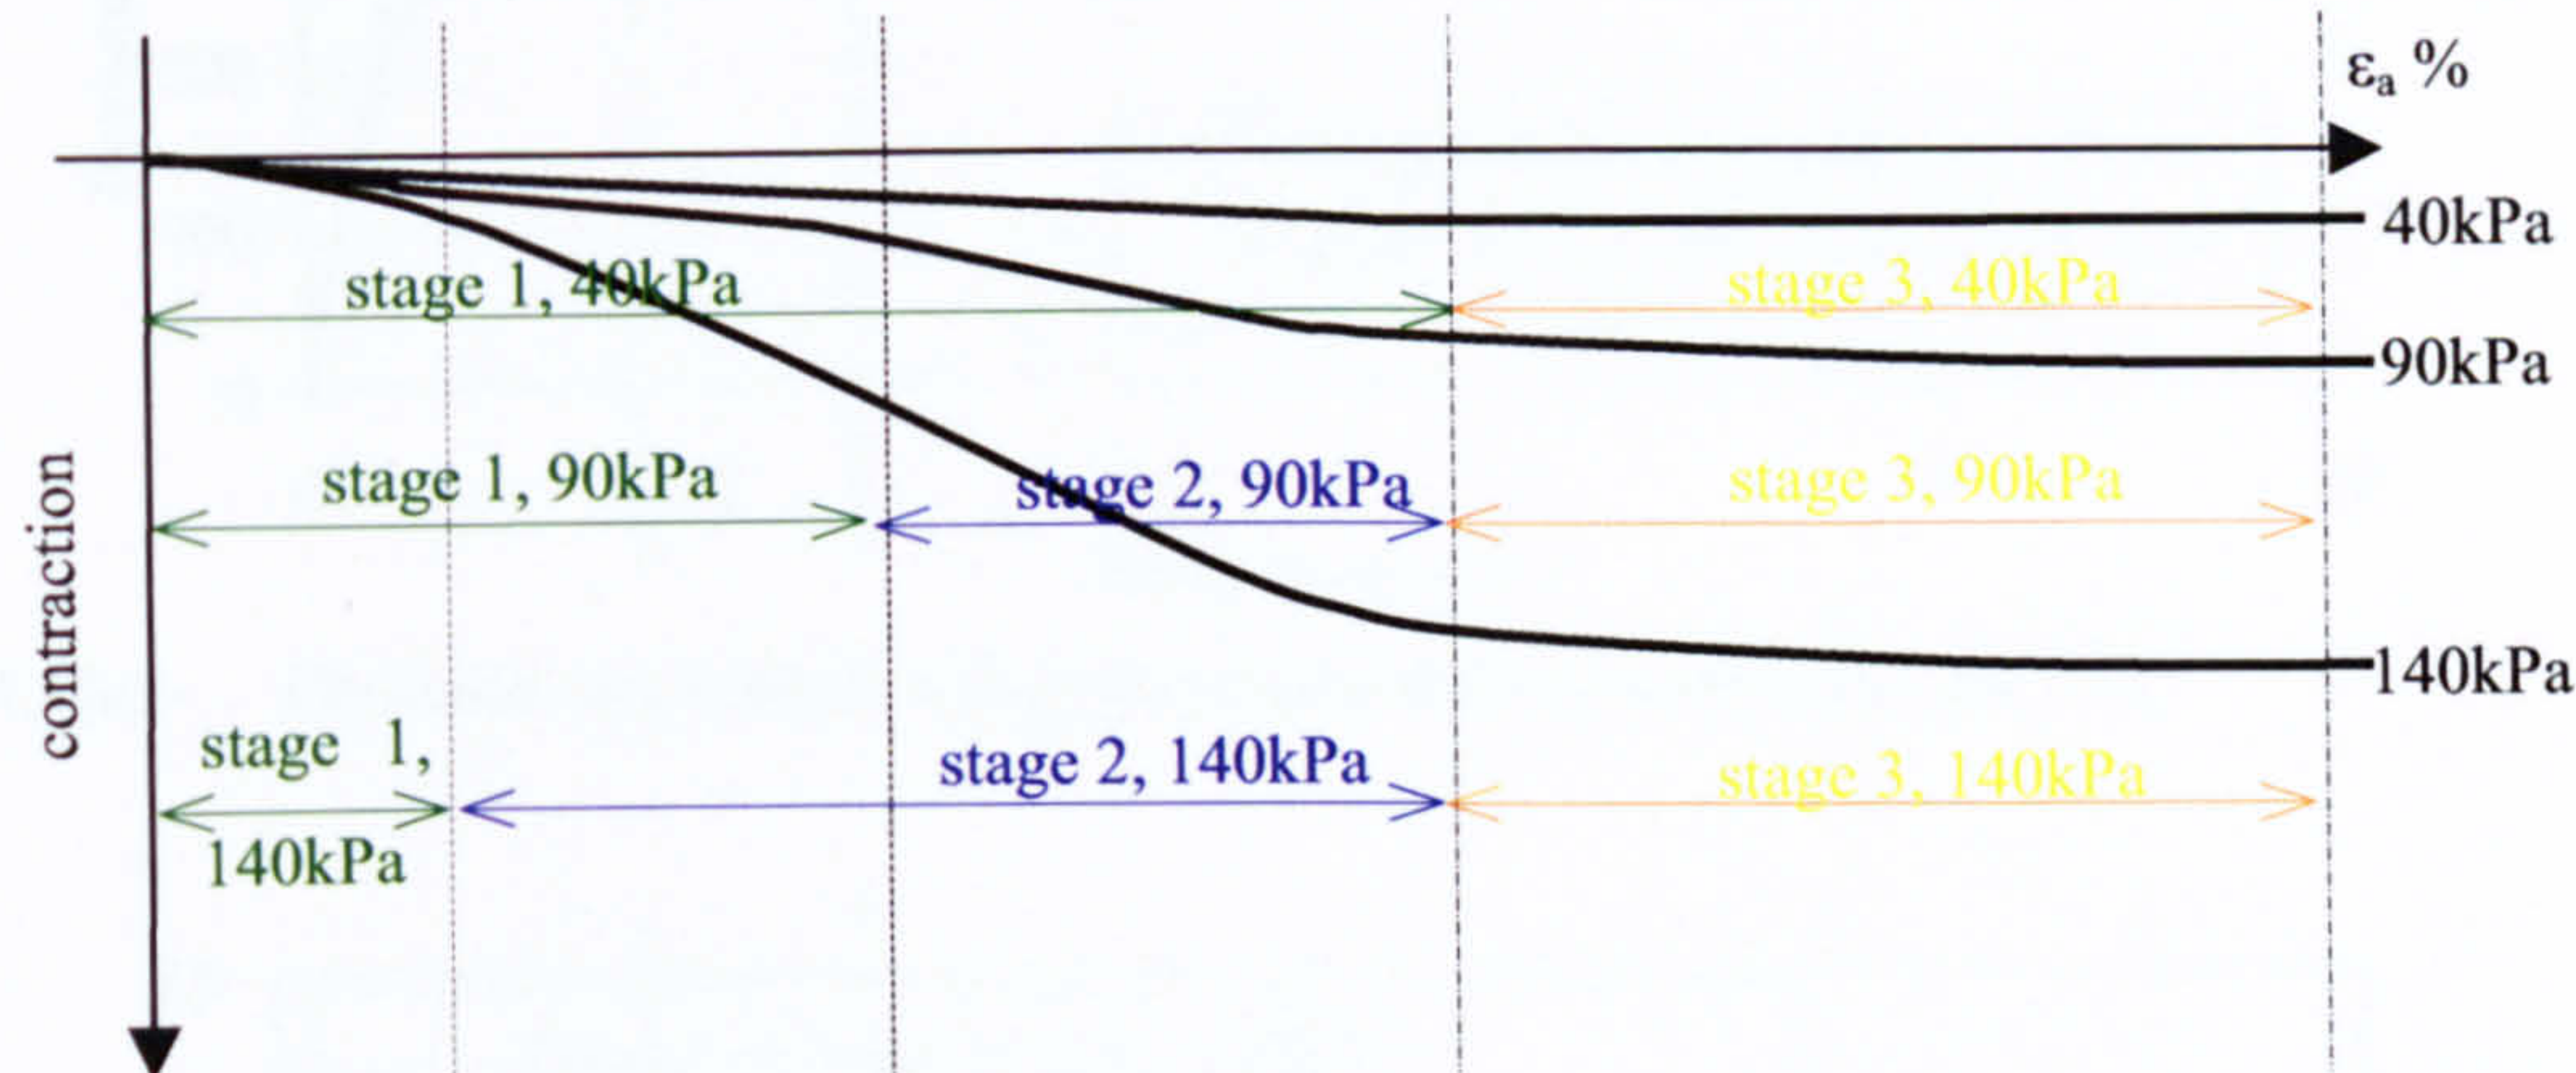 εₐ %
40kPa
stage 1, 40kPa
stage 3, 40kPa
90kPa
stage 1, 90kPa
stage 2, 90kPa
stage 3, 90kPa
contraction
140kPa
stage 1,
140kPa
stage 2, 140kPa
stage 3, 140kPa